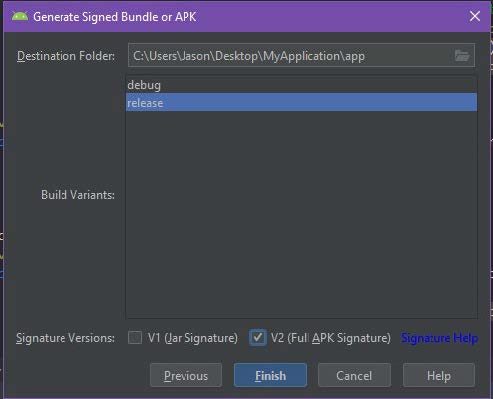 Generate Signed Bundle or APK
Destination Folder: C:\Users\Jason\Desktop\MyApplication\app
debug
release
Build Variants:
Signature Versions: V1 (Jar Signature) V2 (Full APK Signature) Signature Help
Previous Finish Cancel Help